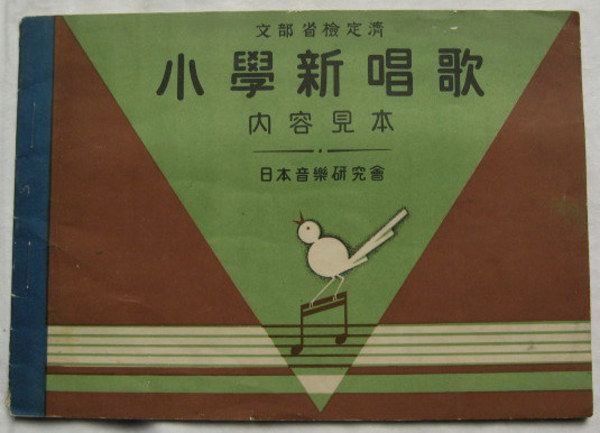 文部省檢定濟
小學新唱歌
内容見本
日本音樂硏究會